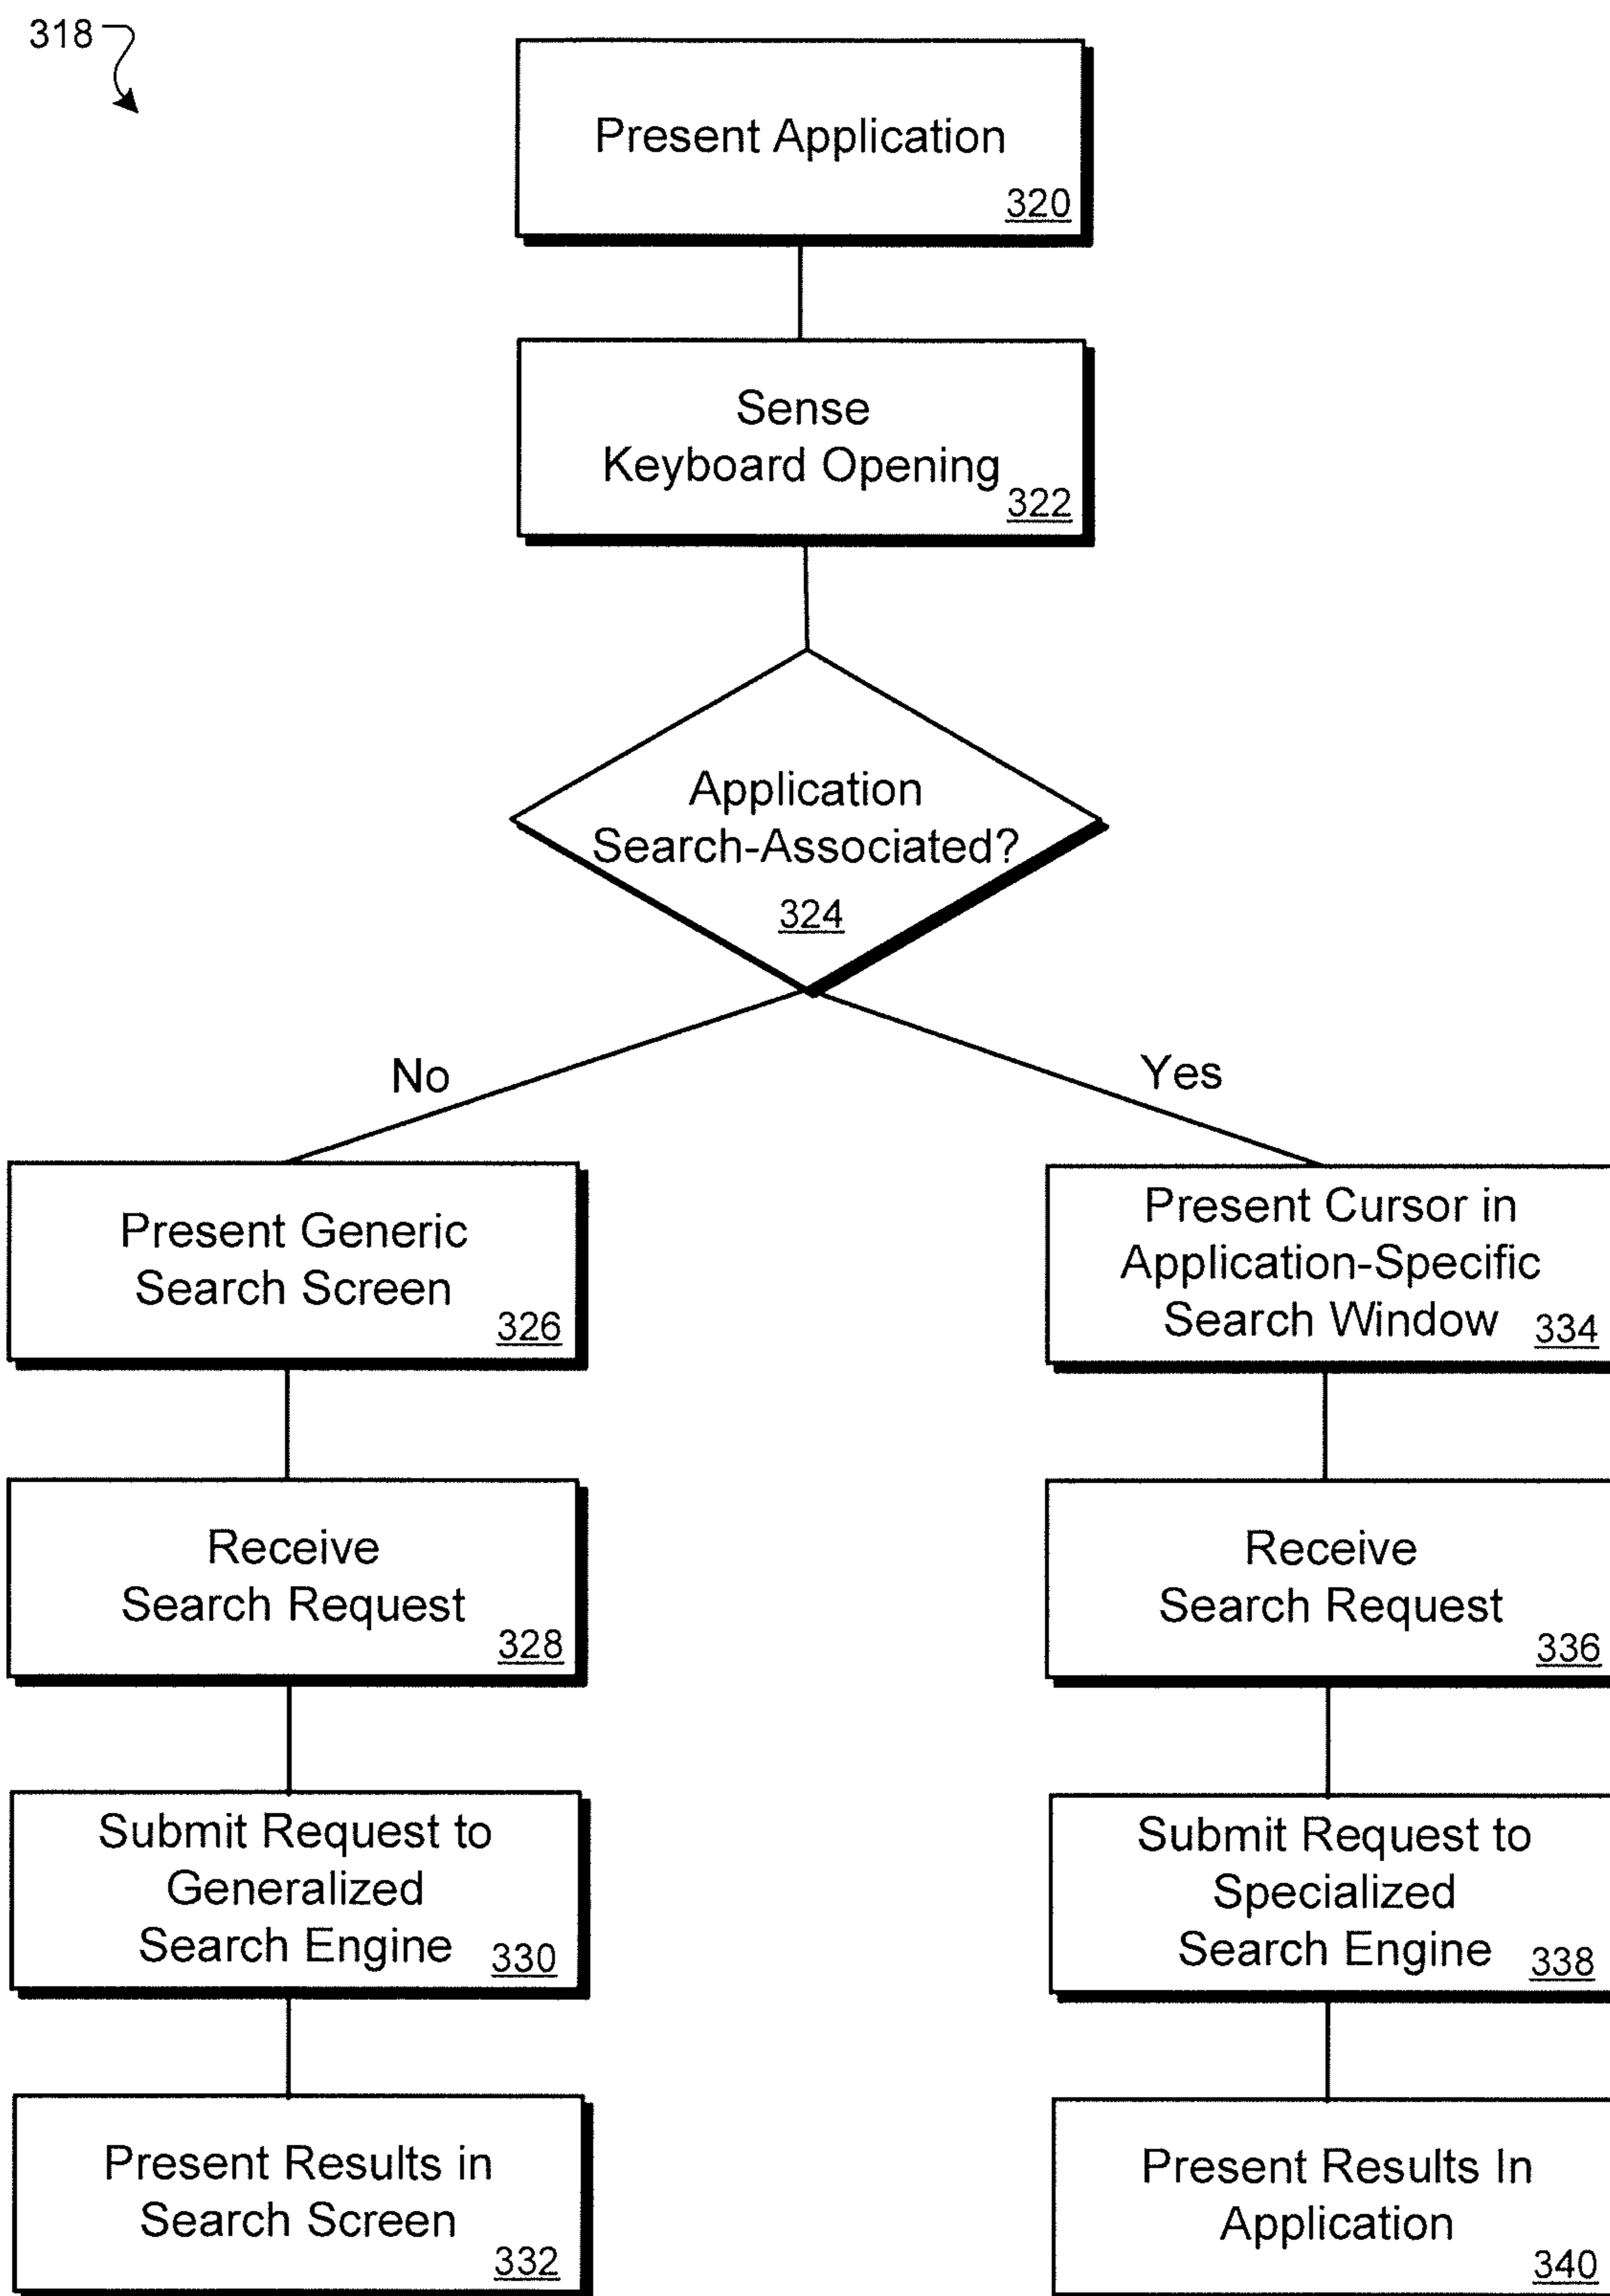 318
Present Application
320
Sense
Keyboard Opening
322
Application
Search-Associated?
324
No
Yes
Present Generic
Search Screen
326
Receive
Search Request
328
Submit Request to
Generalized
Search Engine 330
Present Results in
Search Screen
332
Present Cursor in
Application-Specific
Search Window 334
Receive
Search Request
336
Submit Request to
Specialized
Search Engine 338
Present Results In
Application
340